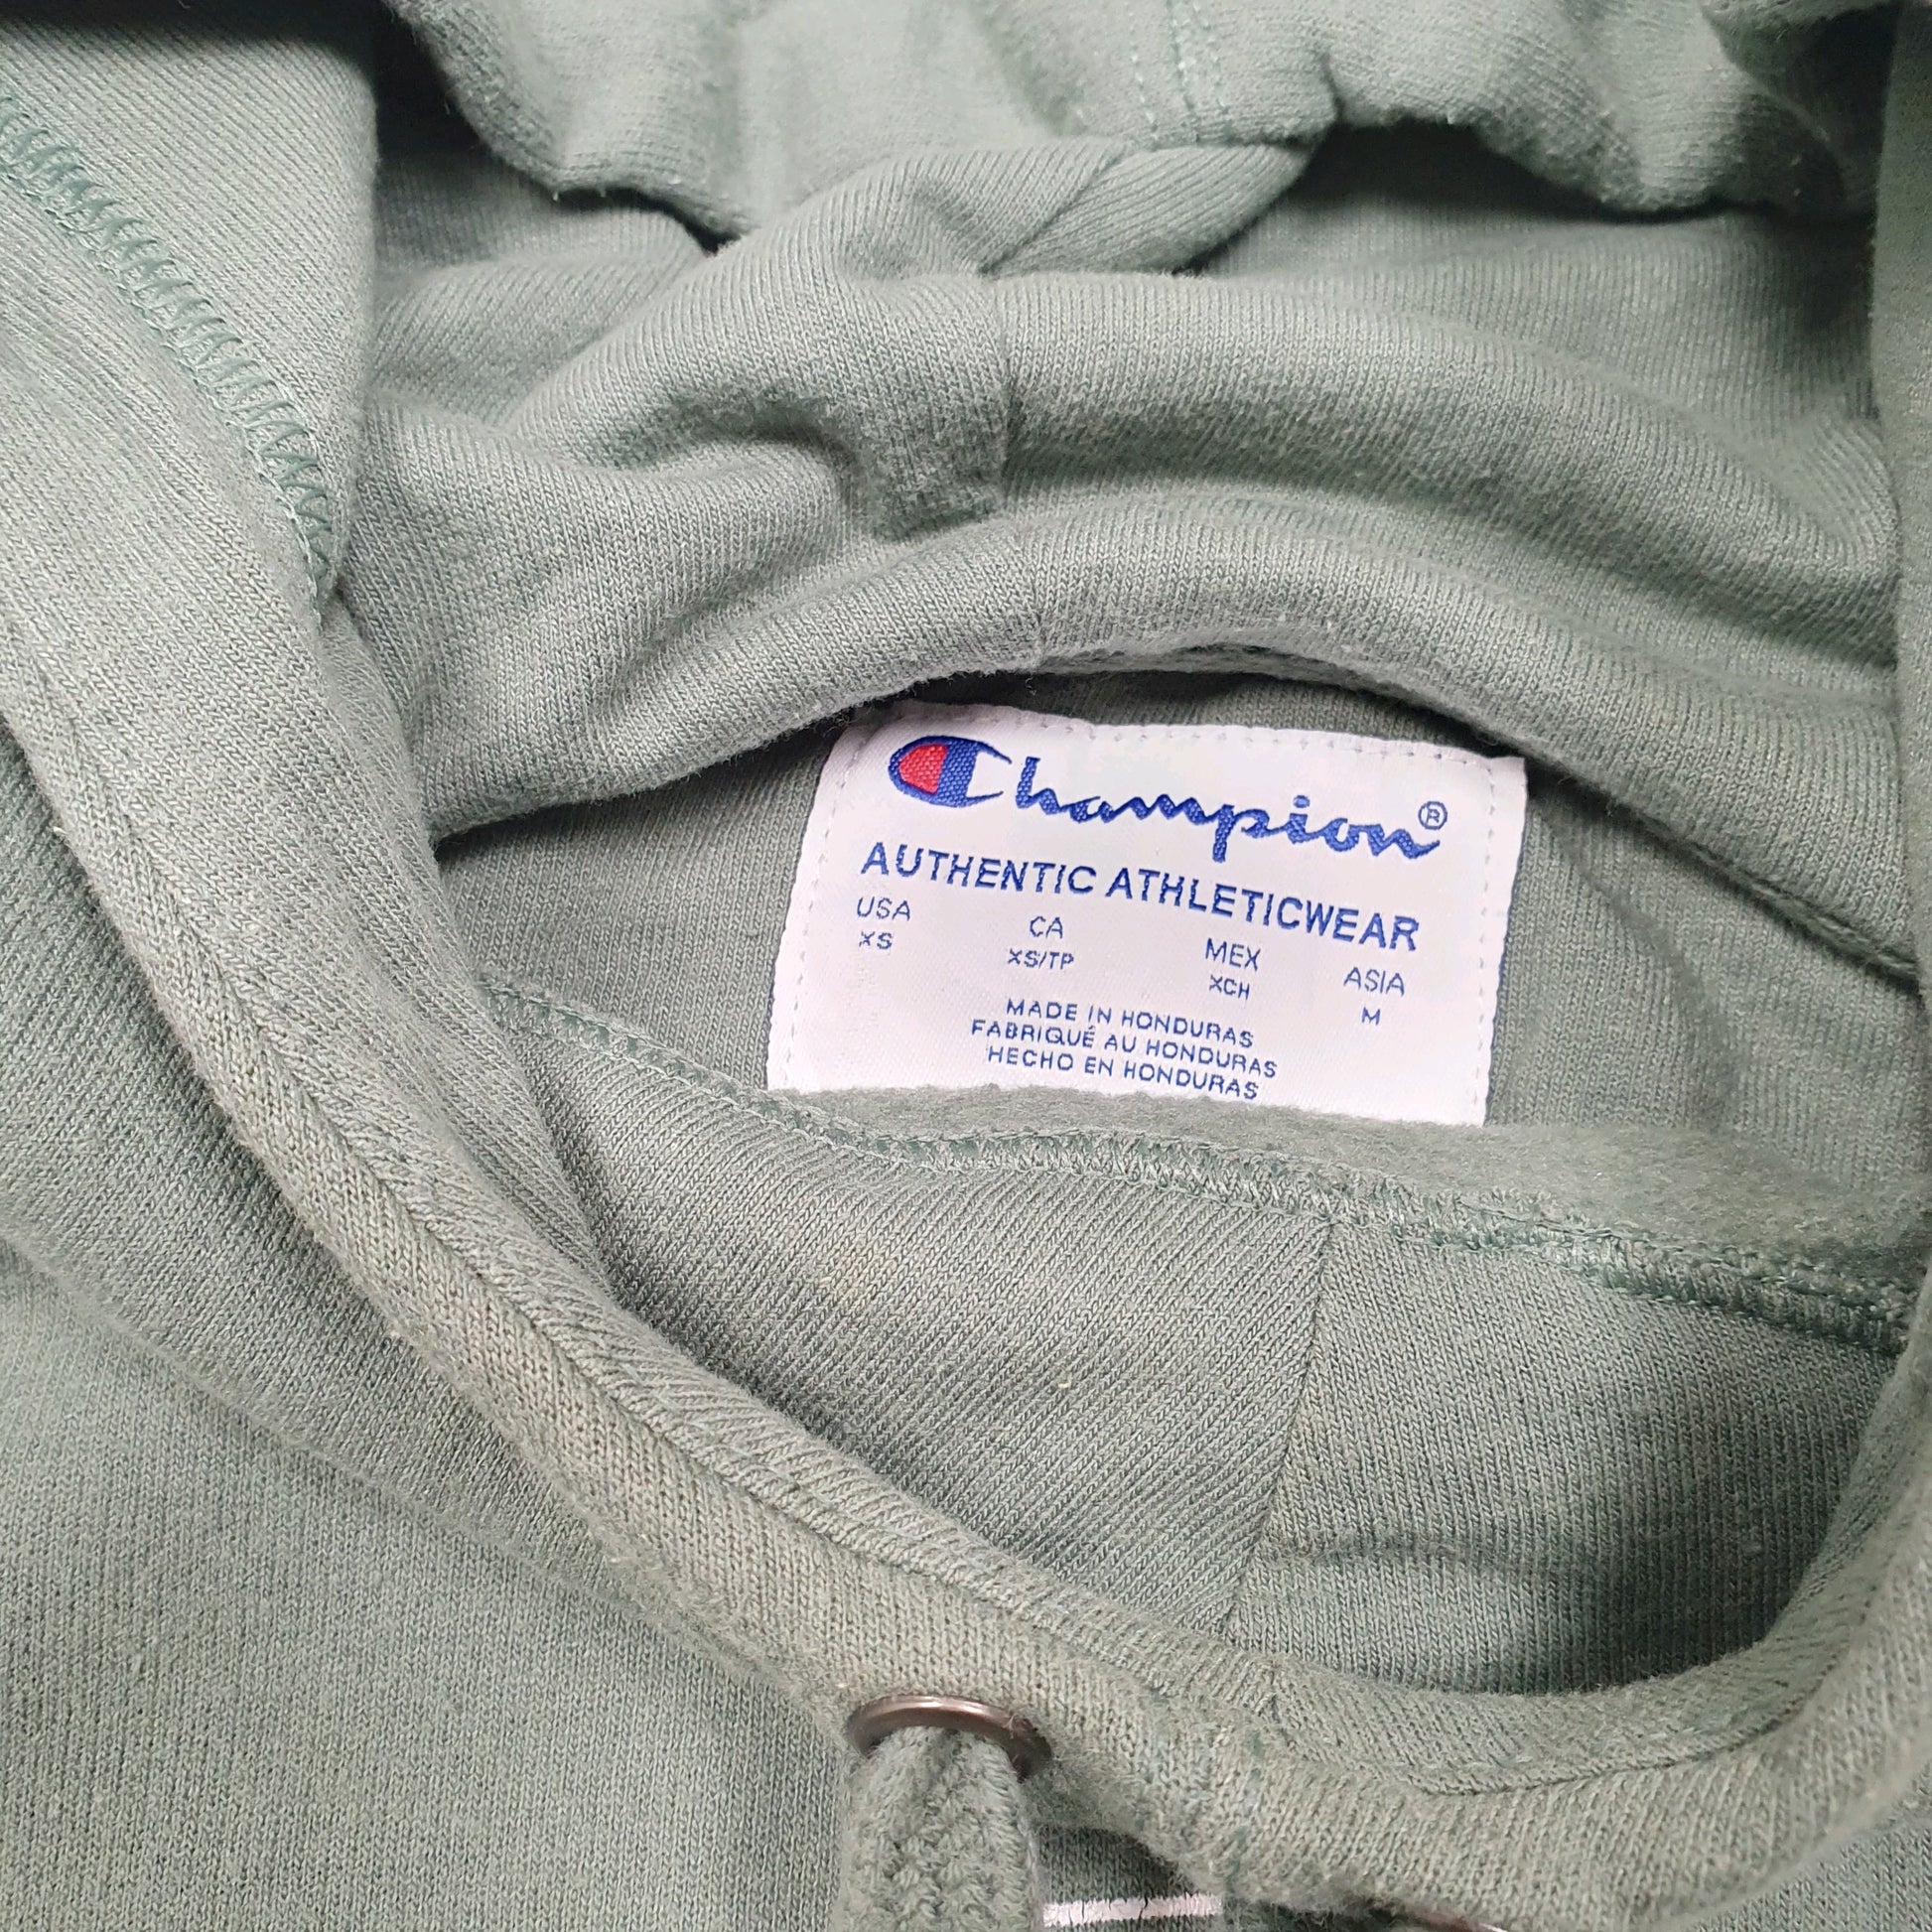 Champion®
AUTHENTIC ATHLETICWEAR
USA CA MEX ASIA
XS XS/TP XCH M
MADE IN HONDURAS
FABRIQUÉ AU HONDURAS
HECHO EN HONDURAS